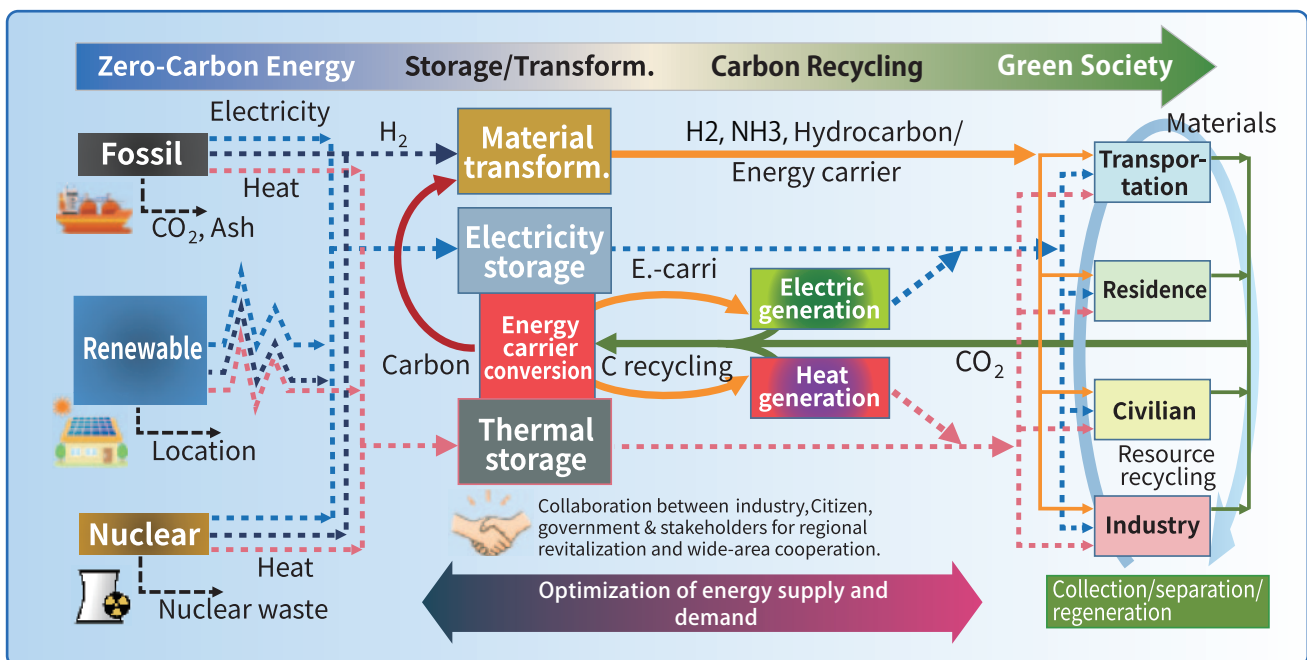 Zero-Carbon Energy
Storage/Transform.
Carbon Recycling
Green Society
Electricity
Fossil
H2
Heat
CO2, Ash
Renewable
Location
Nuclear
Heat
Nuclear waste
Material
transform.
H2, NH3, Hydrocarbon/
Energy carrier
Electricity
storage
E.-carri
Energy
carrier
conversion
Carbon
C recycling
Electric
generation
Heat
generation
CO2
Thermal
storage
Materials
Transpor-
tation
Residence
Civilian
Resource
recycling
Industry
Collaboration between industry,Citizen,
government & stakeholders for regional
revitalization and wide-area cooperation.
Optimization of energy supply and
demand
Collection/separation/
regeneration